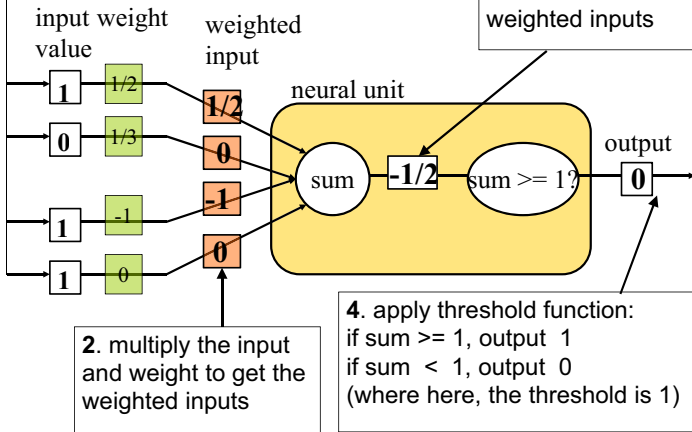 input weight
value
weighted
input
weighted inputs
neural unit
output
1
1/2
1/2
0
1/3
0
sum
-1/2
sum >= 1?
0
1
-1
-1
1
0
0
2. multiply the input
and weight to get the
weighted inputs
4. apply threshold function:
if sum >= 1, output 1
if sum < 1, output 0
(where here, the threshold is 1)